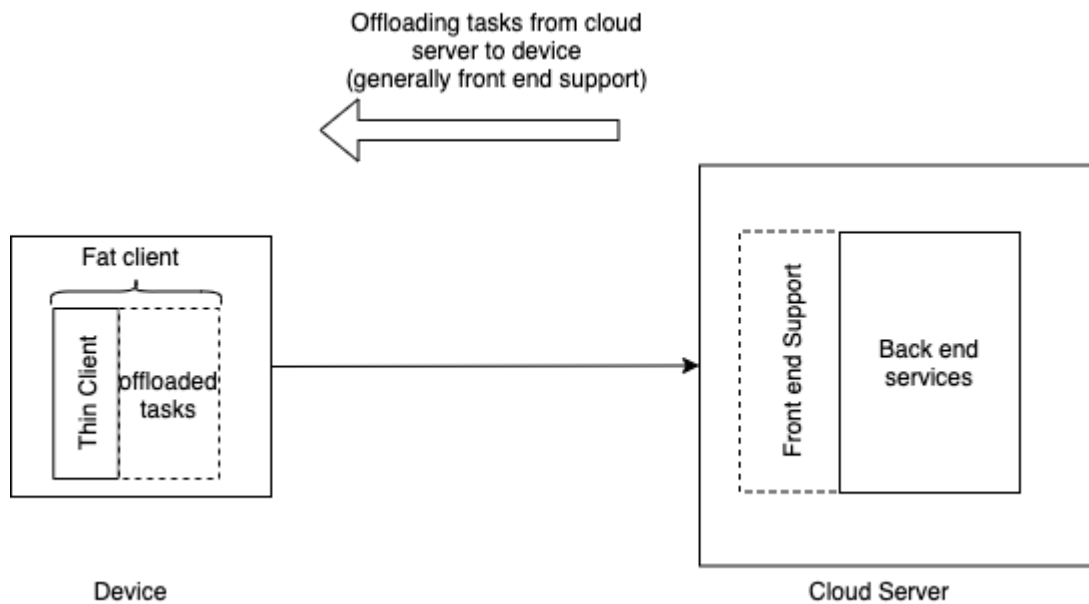 Offloading tasks from cloud
server to device
(generally front end support)
Fat client
Thin Client
offloaded
tasks
Front end Support
Back end
services
Device
Cloud Server